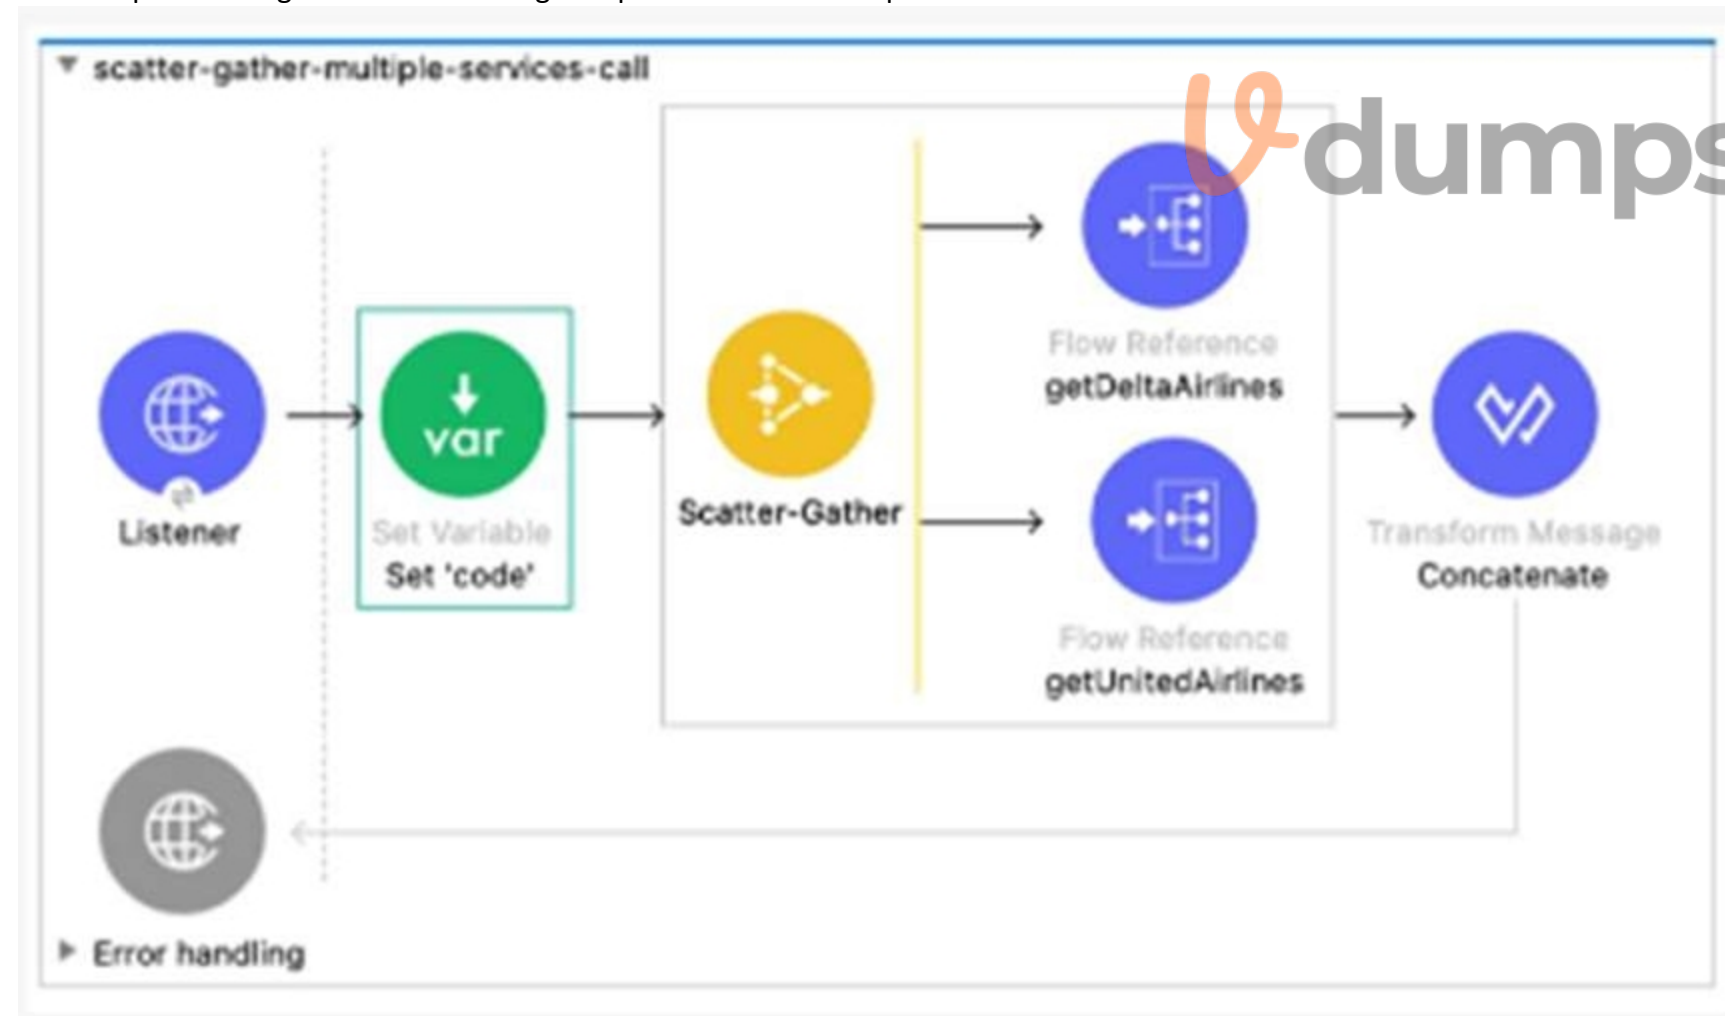 scatter-gather-multiple-services-call
dumps
Listener
var
Set Variable
Set 'code'
Scatter-Gather
Flow Reference
getDeltaAirlines
Flow Reference
getUnitedAirlines
Transform Message
Concatenate
Error handling